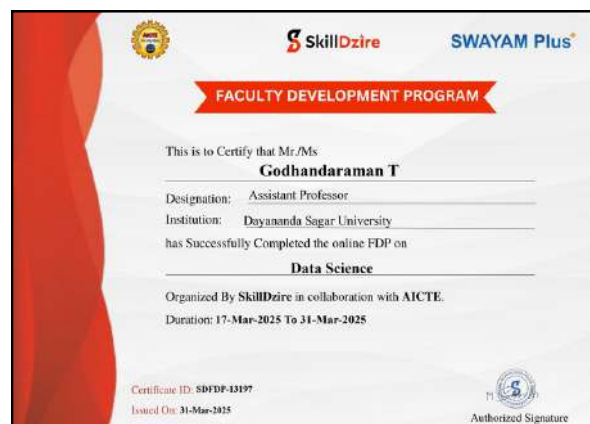 AICTE
SkillDzire
SWAYAM Plus
FACULTY DEVELOPMENT PROGRAM
This is to Certify that Mr./Ms
Godhandaraman T
Designation: Assistant Professor
Institution: Dayananda Sagar University
has Successfully Completed the online FDP on
Data Science
Organized By SkillDzire in collaboration with AICTE.
Duration: 17-Mar-2025 To 31-Mar-2025
Certificate ID: SDFDP-13197
Issued On: 31-Mar-2025
Authorized Signature